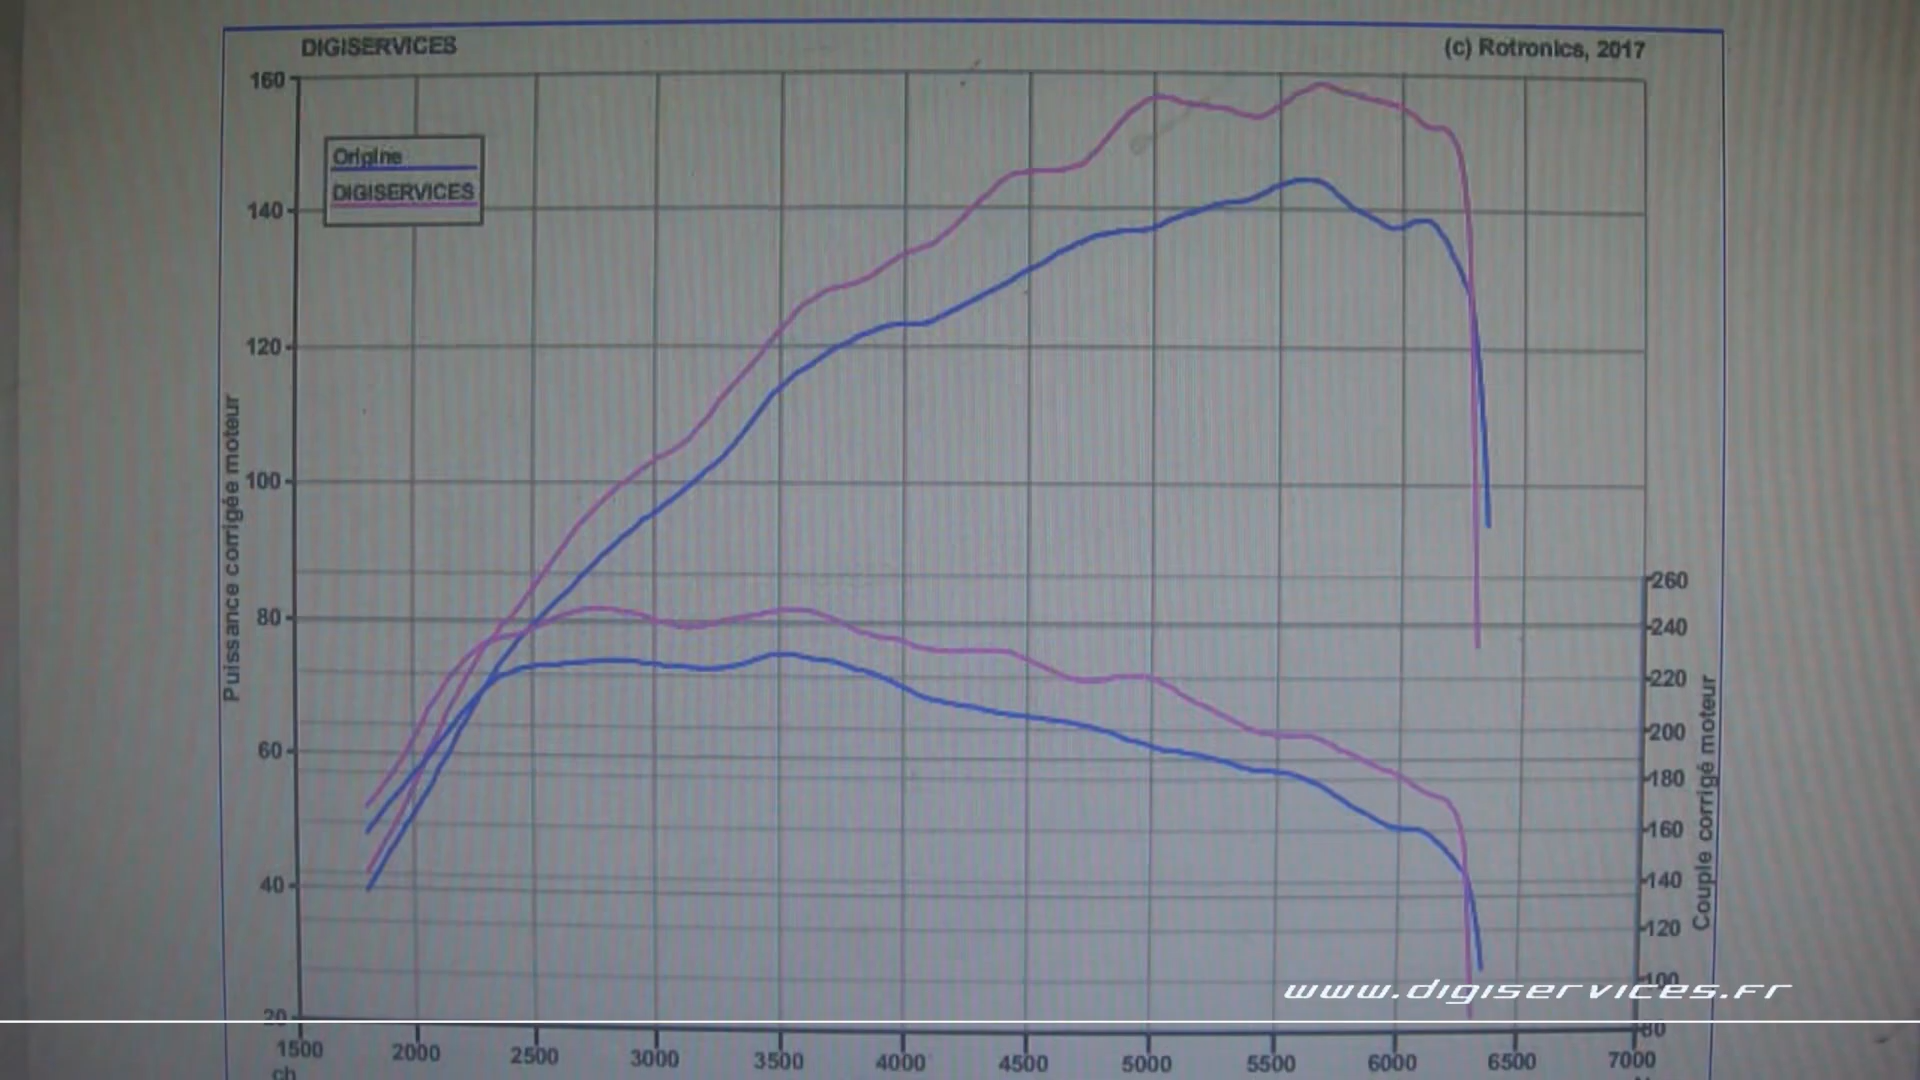 DIGISERVICES
(c) Rotronics, 2017
160
140
120
100
80
60
40
20
Origine
DIGISERVICES
Puissance corrigée moteur
260
240
220
200
180
160
140
120
100
80
Couple corrigé moteur
www.digiservices.fr
1500 2000 2500 3000 3500 4000 4500 5000 5500 6000 6500 7000
ch